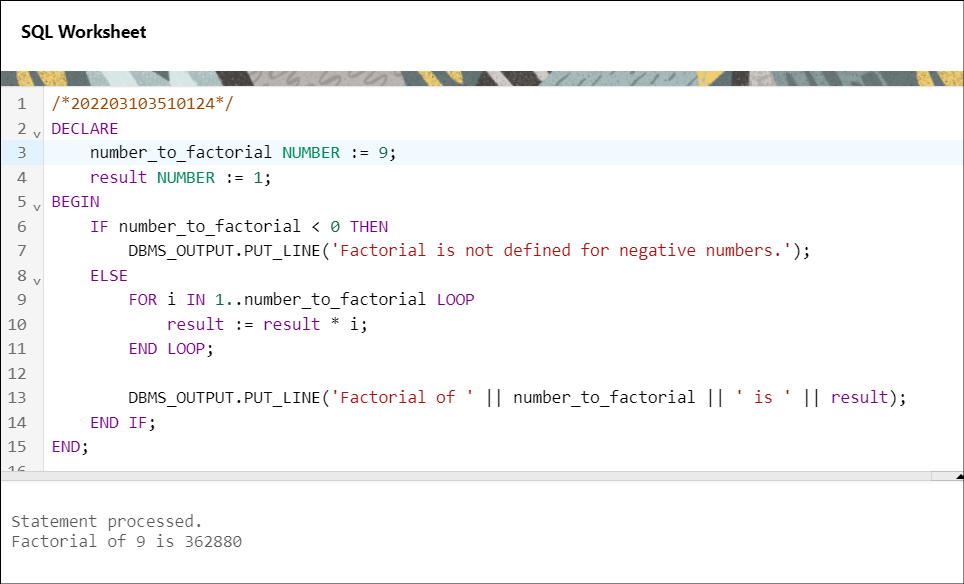 SQL Worksheet
1 /*202203103510124*/
2 DECLARE
3     number_to_factorial NUMBER := 9;
4     result NUMBER := 1;
5 BEGIN
6     IF number_to_factorial < 0 THEN
7         DBMS_OUTPUT.PUT_LINE('Factorial is not defined for negative numbers.');
8     ELSE
9         FOR i IN 1..number_to_factorial LOOP
10             result := result * i;
11         END LOOP;
12
13         DBMS_OUTPUT.PUT_LINE('Factorial of ' || number_to_factorial || ' is ' || result);
14     END IF;
15 END;
16
Statement processed.
Factorial of 9 is 362880